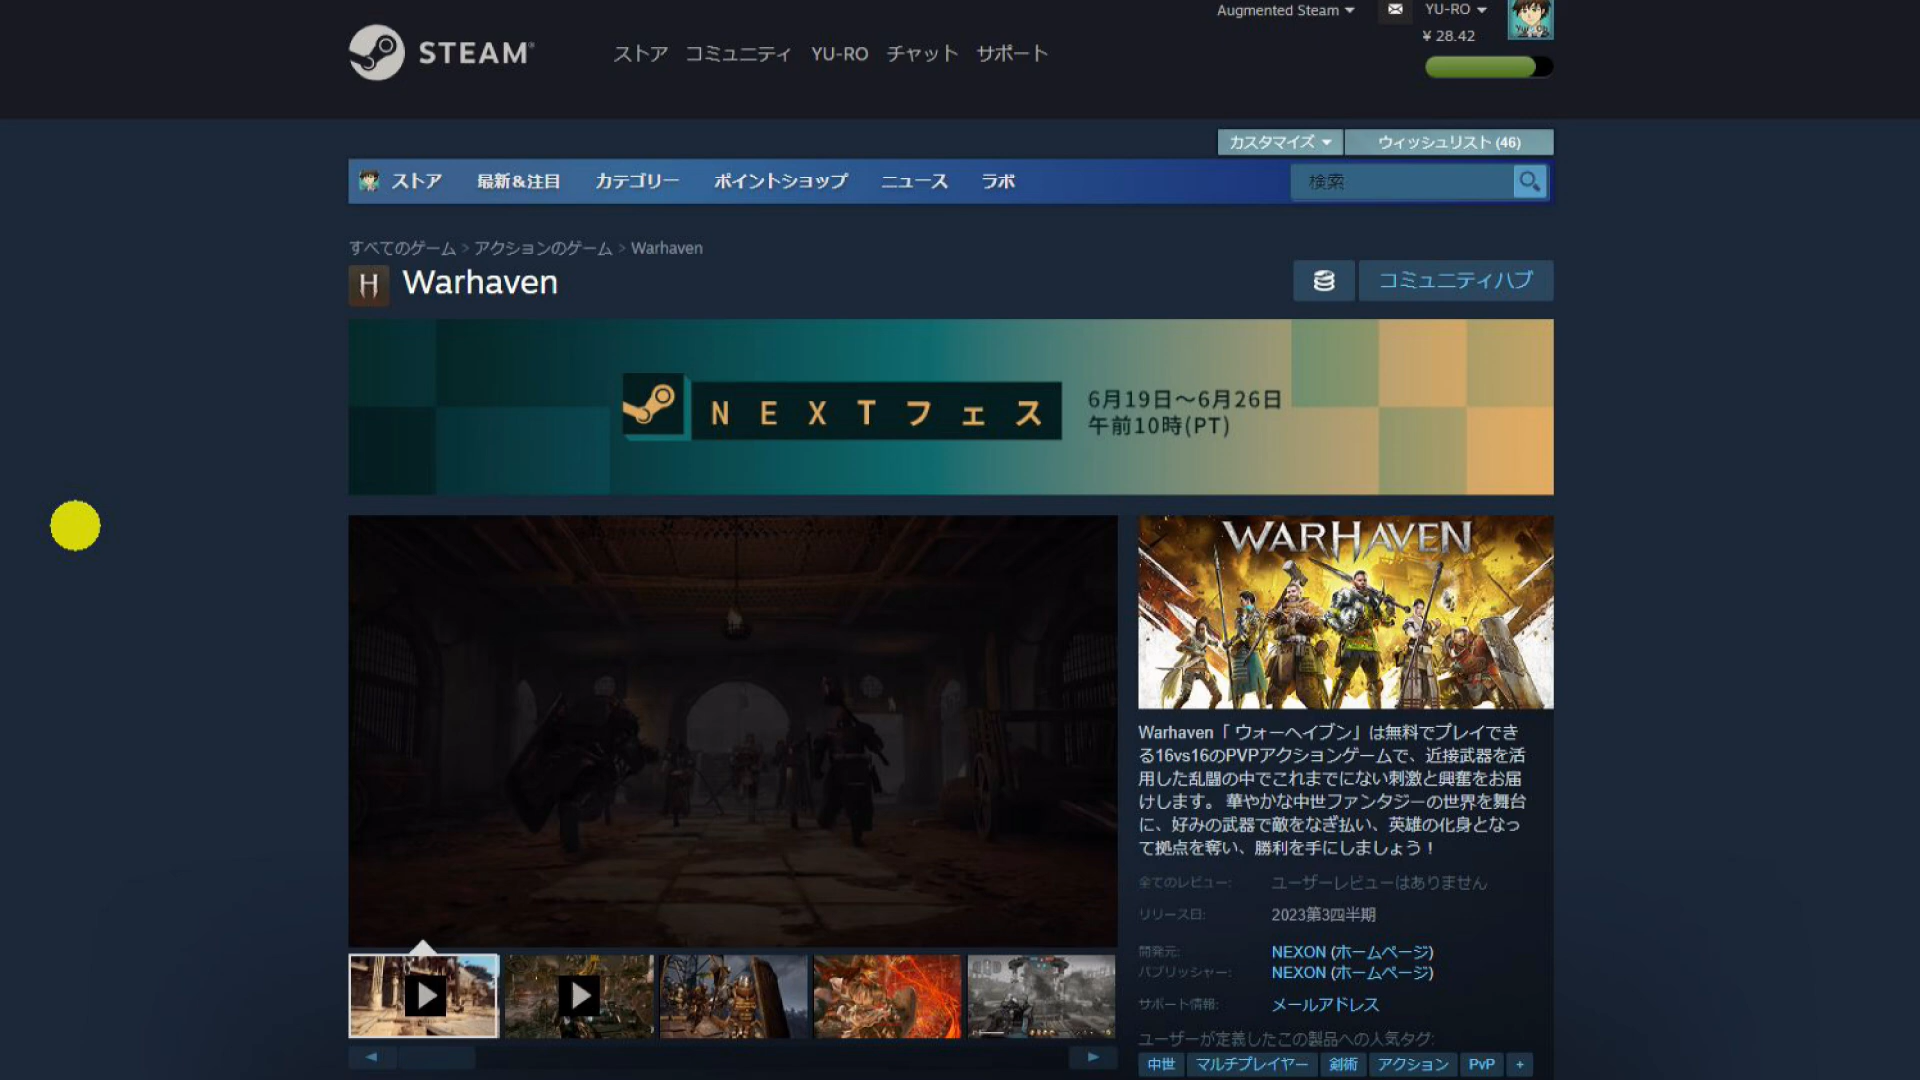 Augmented Steam
YU-RO
¥ 28.42
STEAM®
ストア コミュニティ YU-RO チャット サポート
カスタマイズ
ウィッシュリスト (46)
ストア 最新&注目 カテゴリー ポイントショップ ニュース ラボ
検索
すべてのゲーム > アクションのゲーム > Warhaven
H
Warhaven
コミュニティハブ
NEXTフェス
6月19日～6月26日
午前10時(PT)
WARHAVEN
Warhaven「 ウォーヘイブン」は無料でプレイでき
る16vs16のPVPアクションゲームで、近接武器を活
用した乱闘の中でこれまでにない刺激と興奮をお届
けします。 華やかな中世ファンタジーの世界を舞台
に、好みの武器で敵をなぎ払い、英雄の化身となっ
て拠点を奪い、勝利を手にしましょう！
全てのレビュー: ユーザーレビューはありません
リリース日: 2023第3四半期
開発元: NEXON (ホームページ)
パブリッシャー: NEXON (ホームページ)
サポート情報: メールアドレス
ユーザーが定義したこの製品への人気タグ:
中世 マルチプレイヤー 剣術 アクション PvP +